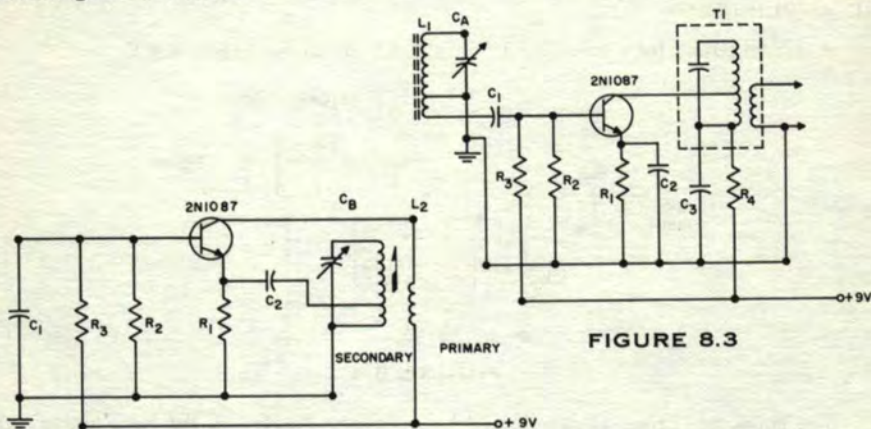 L1
CA
T1
2N1087
C1
R3
R2
R1
C2
C3
R4
+9V
FIGURE 8.3
2N1087
CB
L2
C1
R3
R2
R1
C2
SECONDARY
PRIMARY
+9V